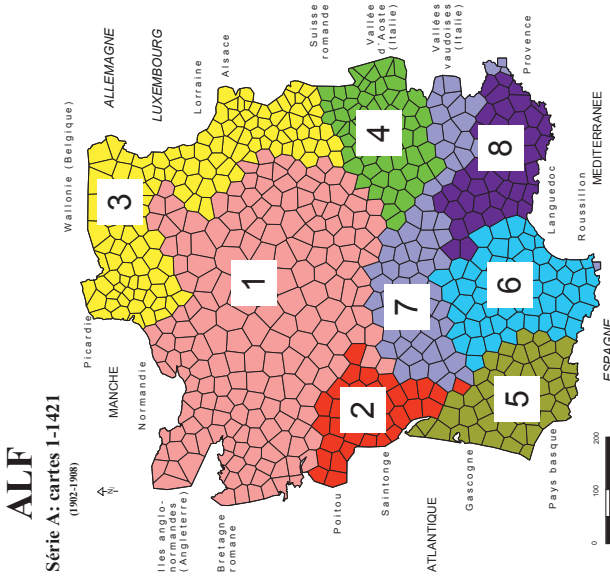 ALF
Série A: cartes 1-1421
(1902-1908)
N
Wallonie (Belgique)
ALLEMAGNE
LUXEMBOURG
Lorraine
Alsace
Suisse
romande
Vallée
d'Aoste
(Italie)
Vallées
vaudoises
(Italie)
Provence
MEDITERRANEE
Languedoc
Roussillon
ESPAGNE
Picardie
MANCHE
Normandie
Iles anglo-
normandes
(Angleterre)
Bretagne
romane
Poitou
Saintonge
ATLANTIQUE
Gascogne
Pays basque
3
1
4
2
7
8
6
5
0 100 200